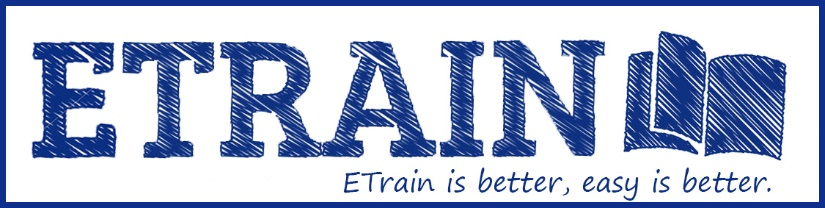 ETRAIN
ETrain is better, easy is better.